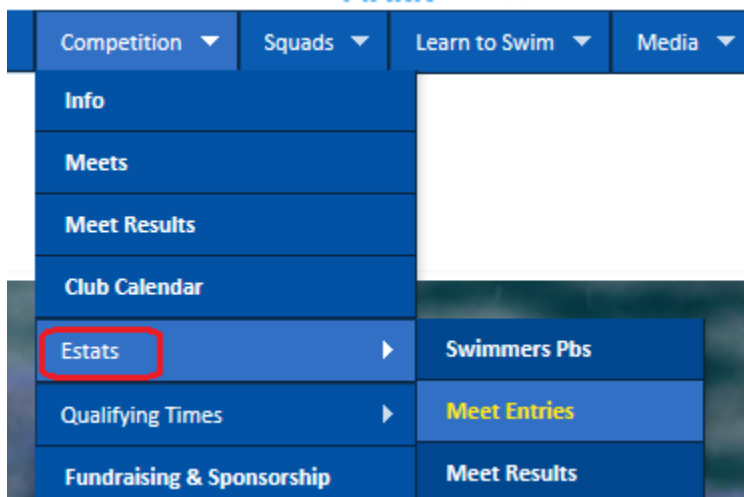 Competition
Squads
Learn to Swim
Media
Info
Meets
Meet Results
Club Calendar
Estats
Swimmers Pbs
Qualifying Times
Meet Entries
Fundraising & Sponsorship
Meet Results